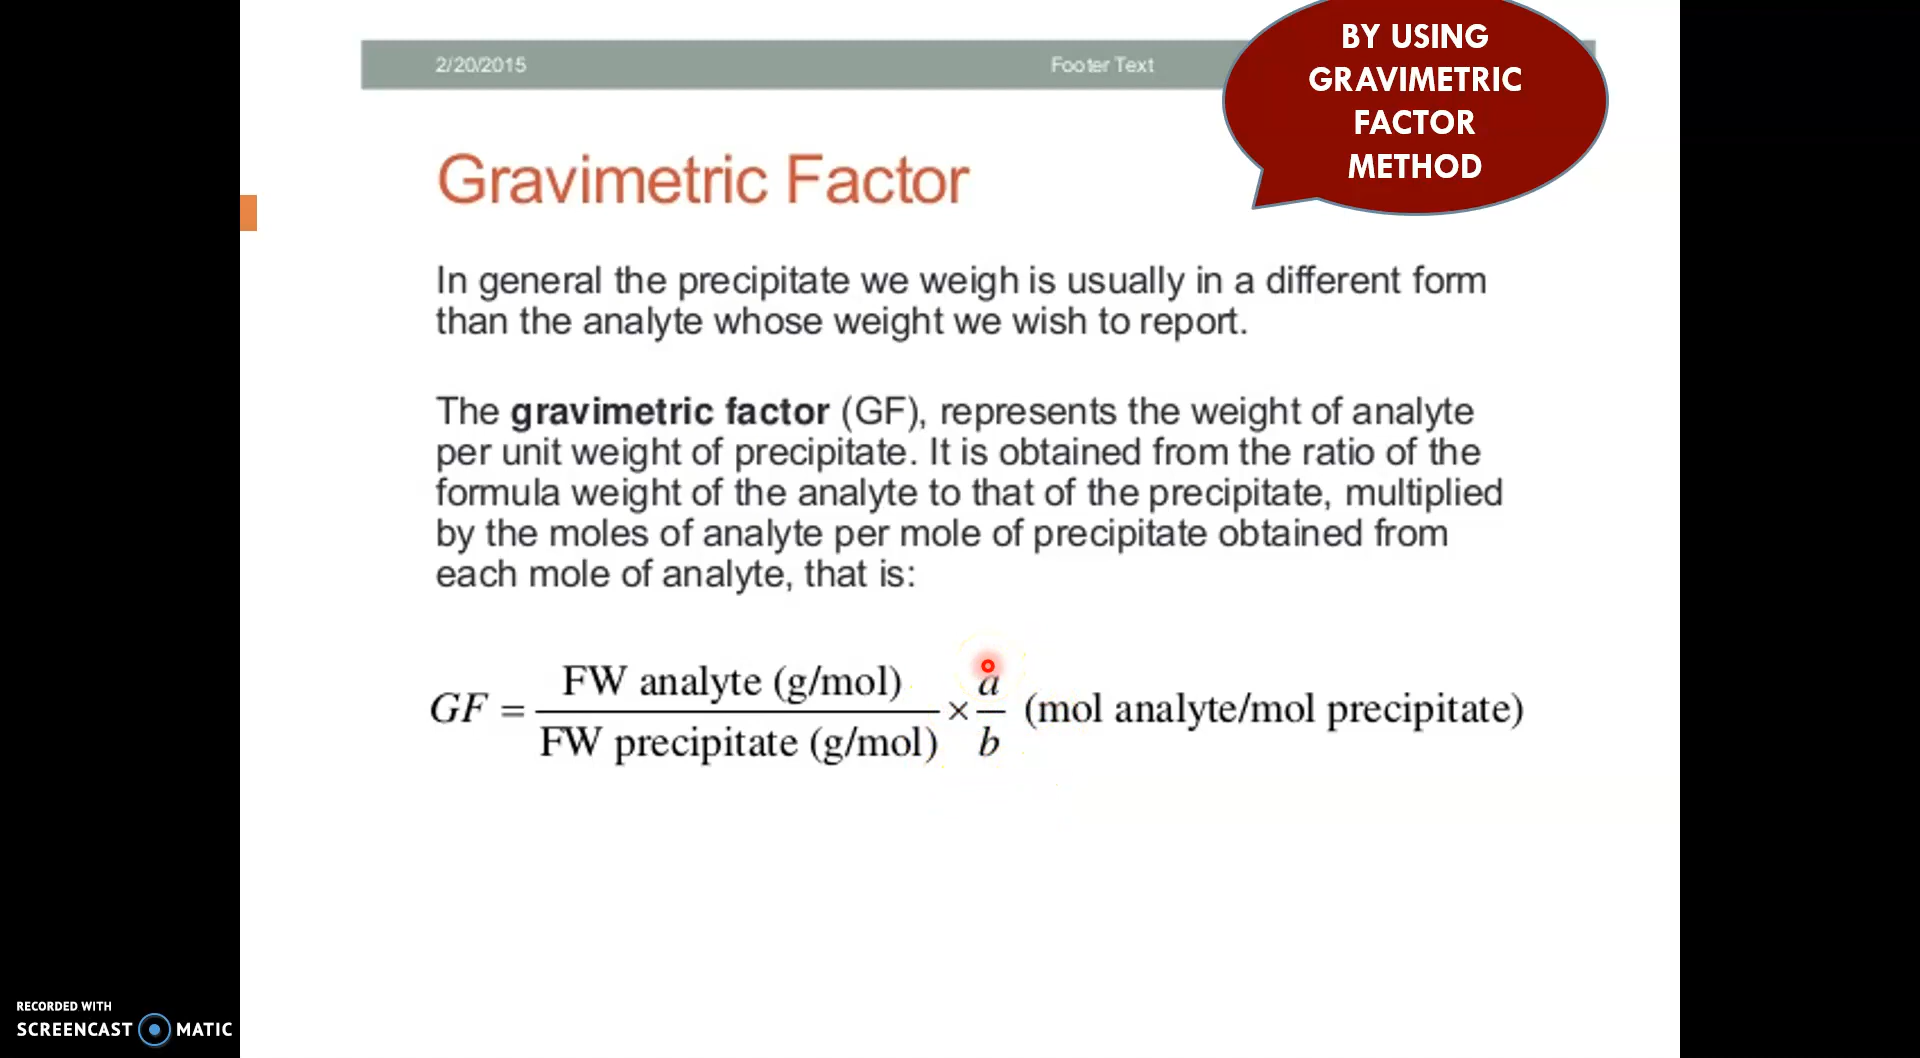 2/20/2015
Footer Text
BY USING
GRAVIMETRIC
FACTOR
METHOD
Gravimetric Factor
In general the precipitate we weigh is usually in a different form
than the analyte whose weight we wish to report.
The gravimetric factor (GF), represents the weight of analyte
per unit weight of precipitate. It is obtained from the ratio of the
formula weight of the analyte to that of the precipitate, multiplied
by the moles of analyte per mole of precipitate obtained from
each mole of analyte, that is:
GF = FW analyte (g/mol) / FW precipitate (g/mol) × a / b (mol analyte/mol precipitate)
RECORDED WITH
SCREENCAST MATIC